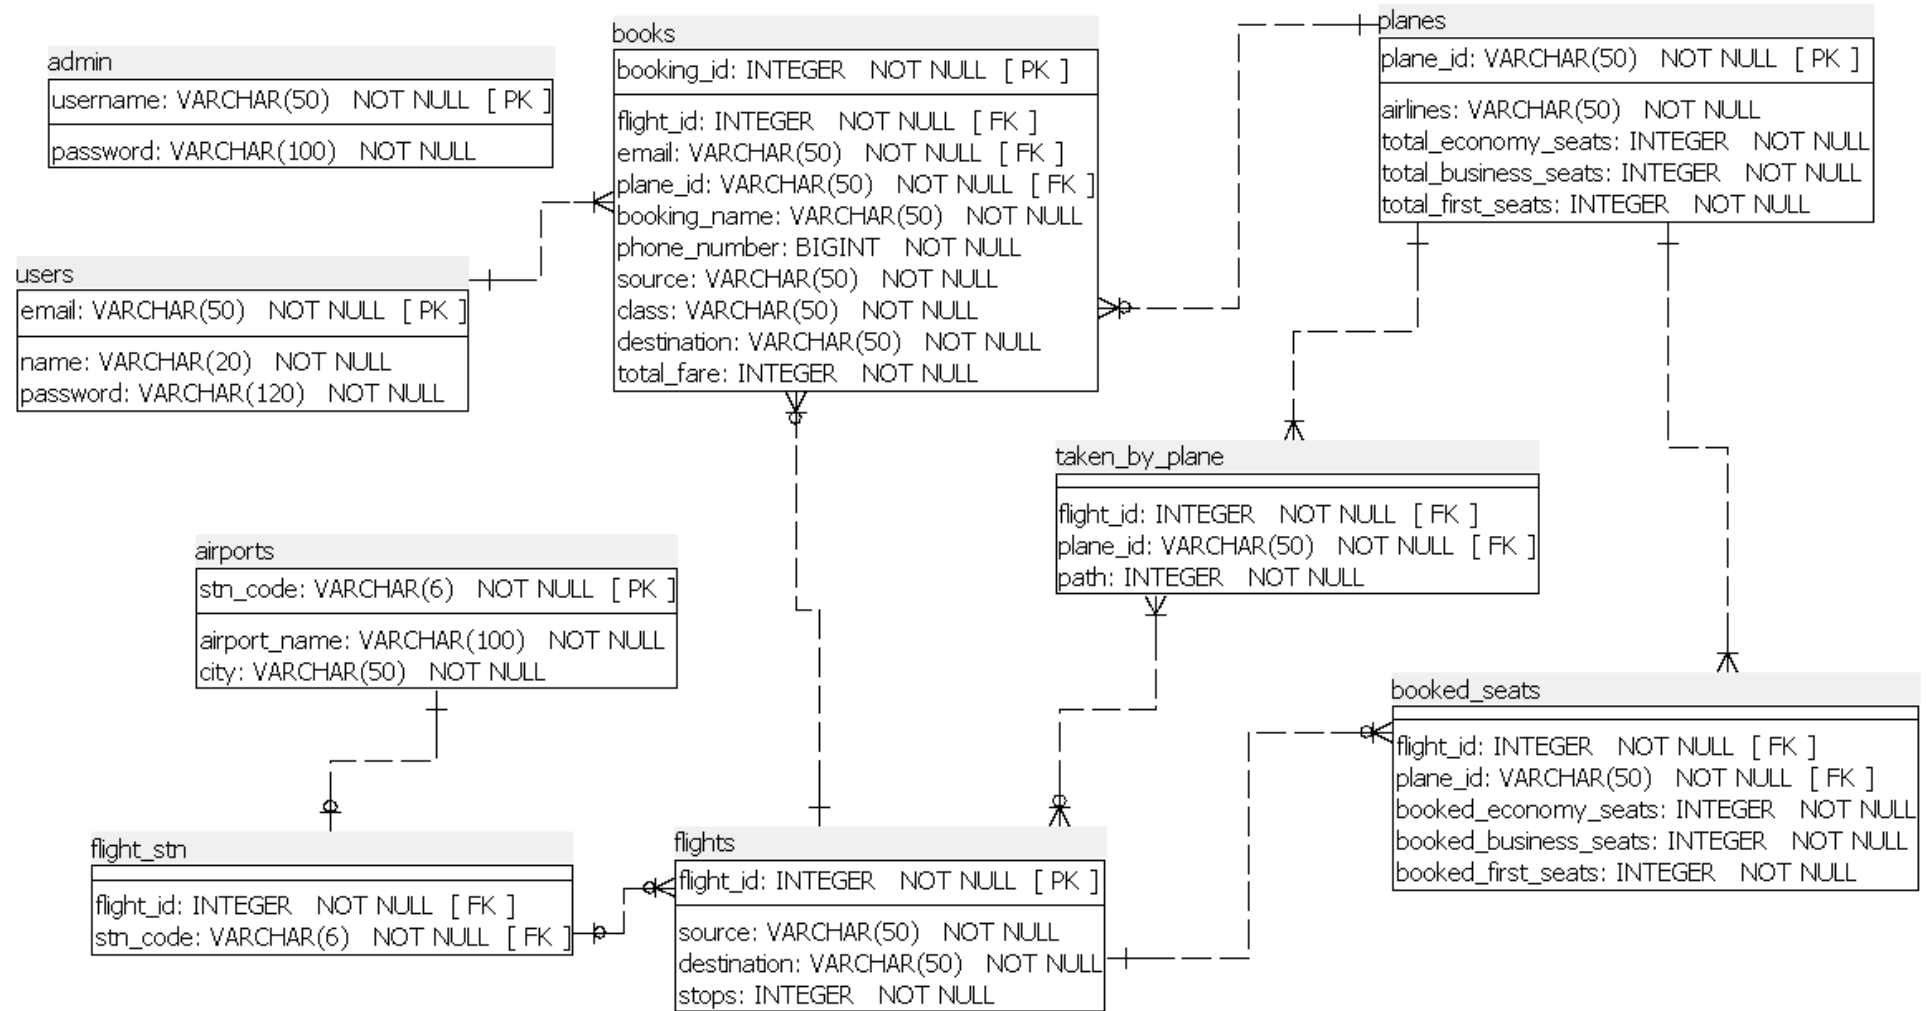 admin
username: VARCHAR(50) NOT NULL [ PK ]
password: VARCHAR(100) NOT NULL
books
booking_id: INTEGER NOT NULL [ PK ]
flight_id: INTEGER NOT NULL [ FK ]
email: VARCHAR(50) NOT NULL [ FK ]
plane_id: VARCHAR(50) NOT NULL [ FK ]
booking_name: VARCHAR(50) NOT NULL
phone_number: BIGINT NOT NULL
source: VARCHAR(50) NOT NULL
class: VARCHAR(50) NOT NULL
destination: VARCHAR(50) NOT NULL
total_fare: INTEGER NOT NULL
planes
plane_id: VARCHAR(50) NOT NULL [ PK ]
airlines: VARCHAR(50) NOT NULL
total_economy_seats: INTEGER NOT NULL
total_business_seats: INTEGER NOT NULL
total_first_seats: INTEGER NOT NULL
users
email: VARCHAR(50) NOT NULL [ PK ]
name: VARCHAR(20) NOT NULL
password: VARCHAR(120) NOT NULL
taken_by_plane
flight_id: INTEGER NOT NULL [ FK ]
plane_id: VARCHAR(50) NOT NULL [ FK ]
path: INTEGER NOT NULL
airports
stn_code: VARCHAR(6) NOT NULL [ PK ]
airport_name: VARCHAR(100) NOT NULL
city: VARCHAR(50) NOT NULL
booked_seats
flight_id: INTEGER NOT NULL [ FK ]
plane_id: VARCHAR(50) NOT NULL [ FK ]
booked_economy_seats: INTEGER NOT NULL
booked_business_seats: INTEGER NOT NULL
booked_first_seats: INTEGER NOT NULL
flight_stn
flight_id: INTEGER NOT NULL [ FK ]
stn_code: VARCHAR(6) NOT NULL [ FK ]
flights
flight_id: INTEGER NOT NULL [ PK ]
source: VARCHAR(50) NOT NULL
destination: VARCHAR(50) NOT NULL
stops: INTEGER NOT NULL